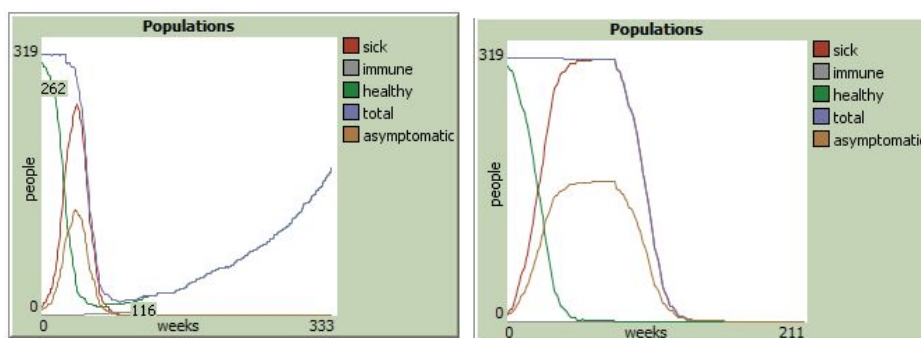 Populations
319
262
people
0
116
0
weeks
333
sick
immune
healthy
total
asymptomatic
Populations
319
people
0
0
weeks
211
sick
immune
healthy
total
asymptomatic